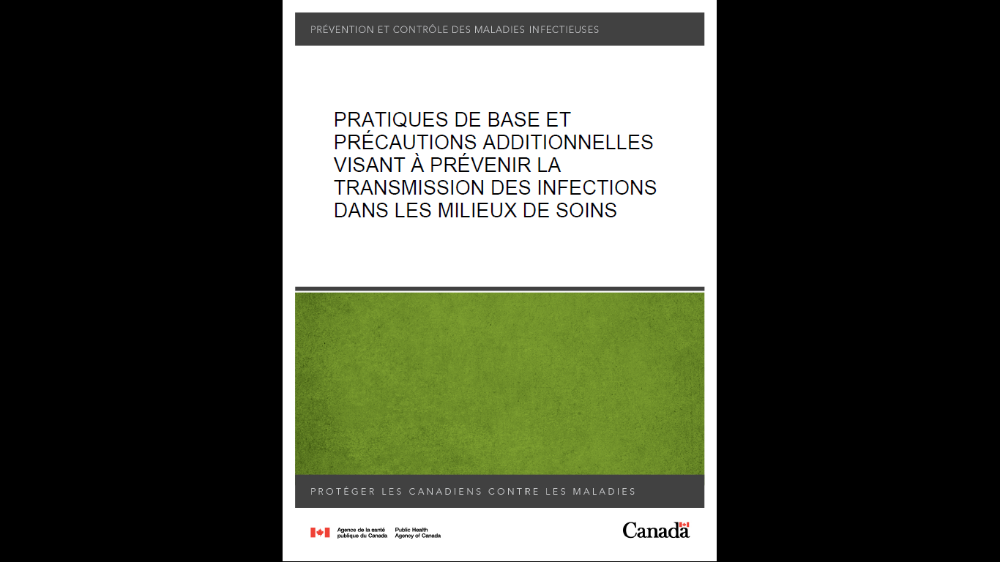 PRÉVENTION ET CONTRÔLE DES MALADIES INFECTIEUSES
PRATIQUES DE BASE ET
PRÉCAUTIONS ADDITIONNELLES
VISANT À PRÉVENIR LA
TRANSMISSION DES INFECTIONS
DANS LES MILIEUX DE SOINS
PROTÉGER LES CANADIENS CONTRE LES MALADIES
Agence de la santé
publique du Canada
Public Health
Agency of Canada
Canada